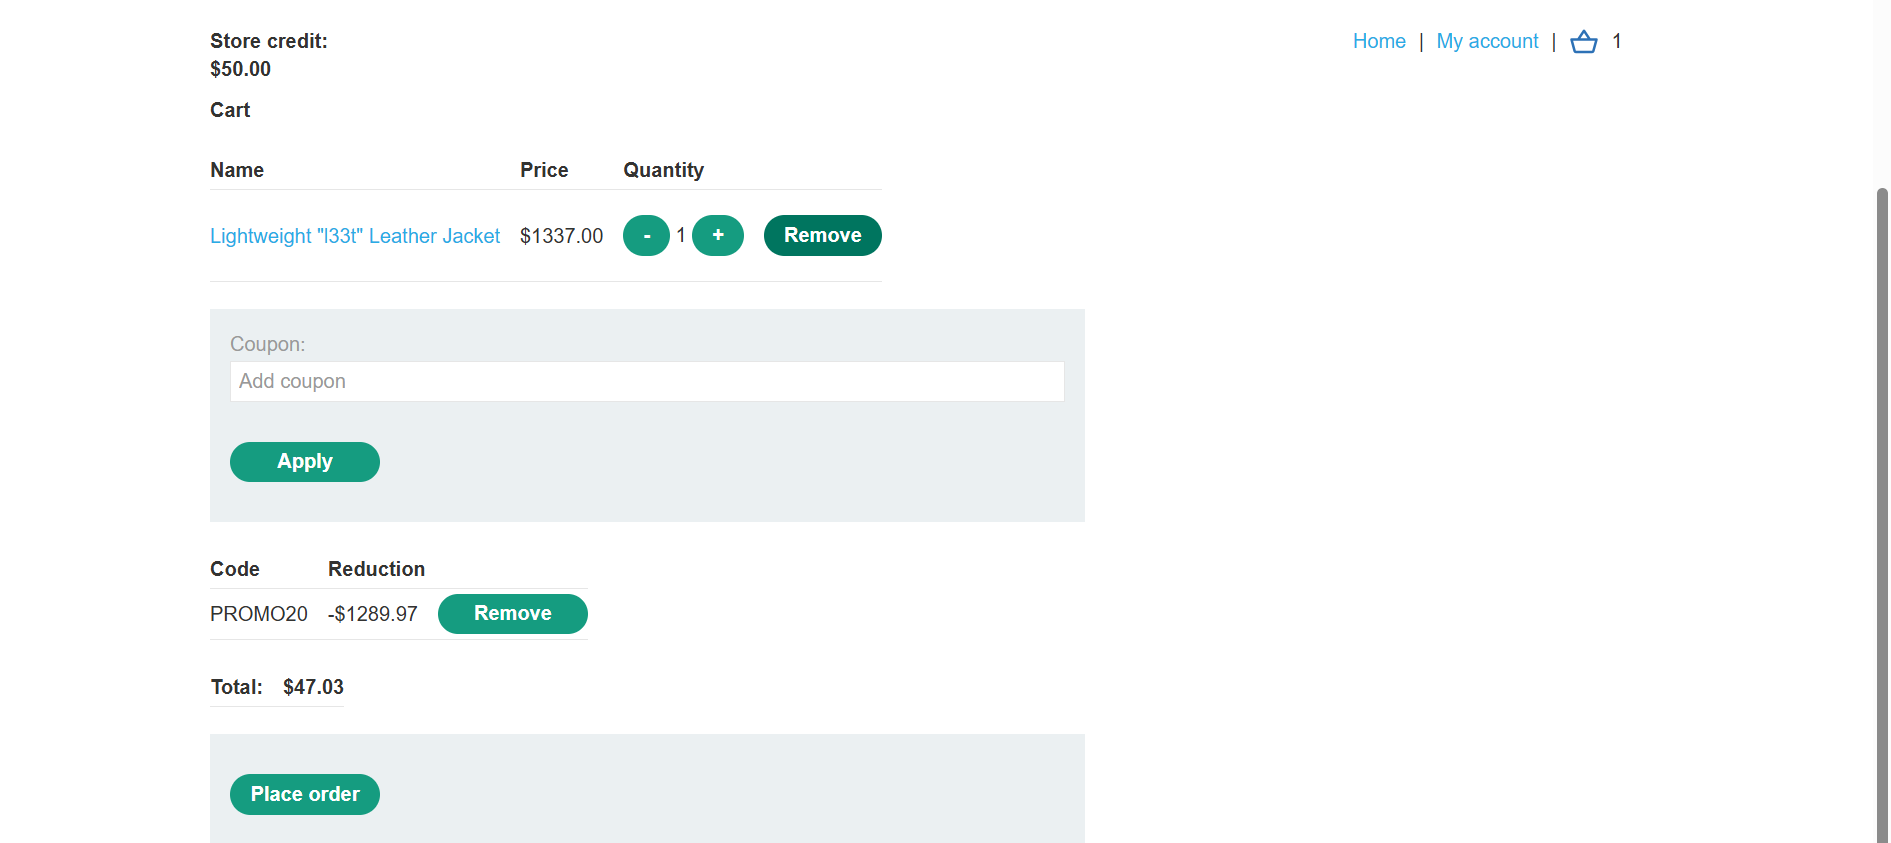 Store credit:
$50.00
Home | My account | 1
Cart
Name Price Quantity
Lightweight "l33t" Leather Jacket $1337.00 - 1 + Remove
Coupon:
Add coupon
Apply
Code Reduction
PROMO20 -$1289.97 Remove
Total: $47.03
Place order